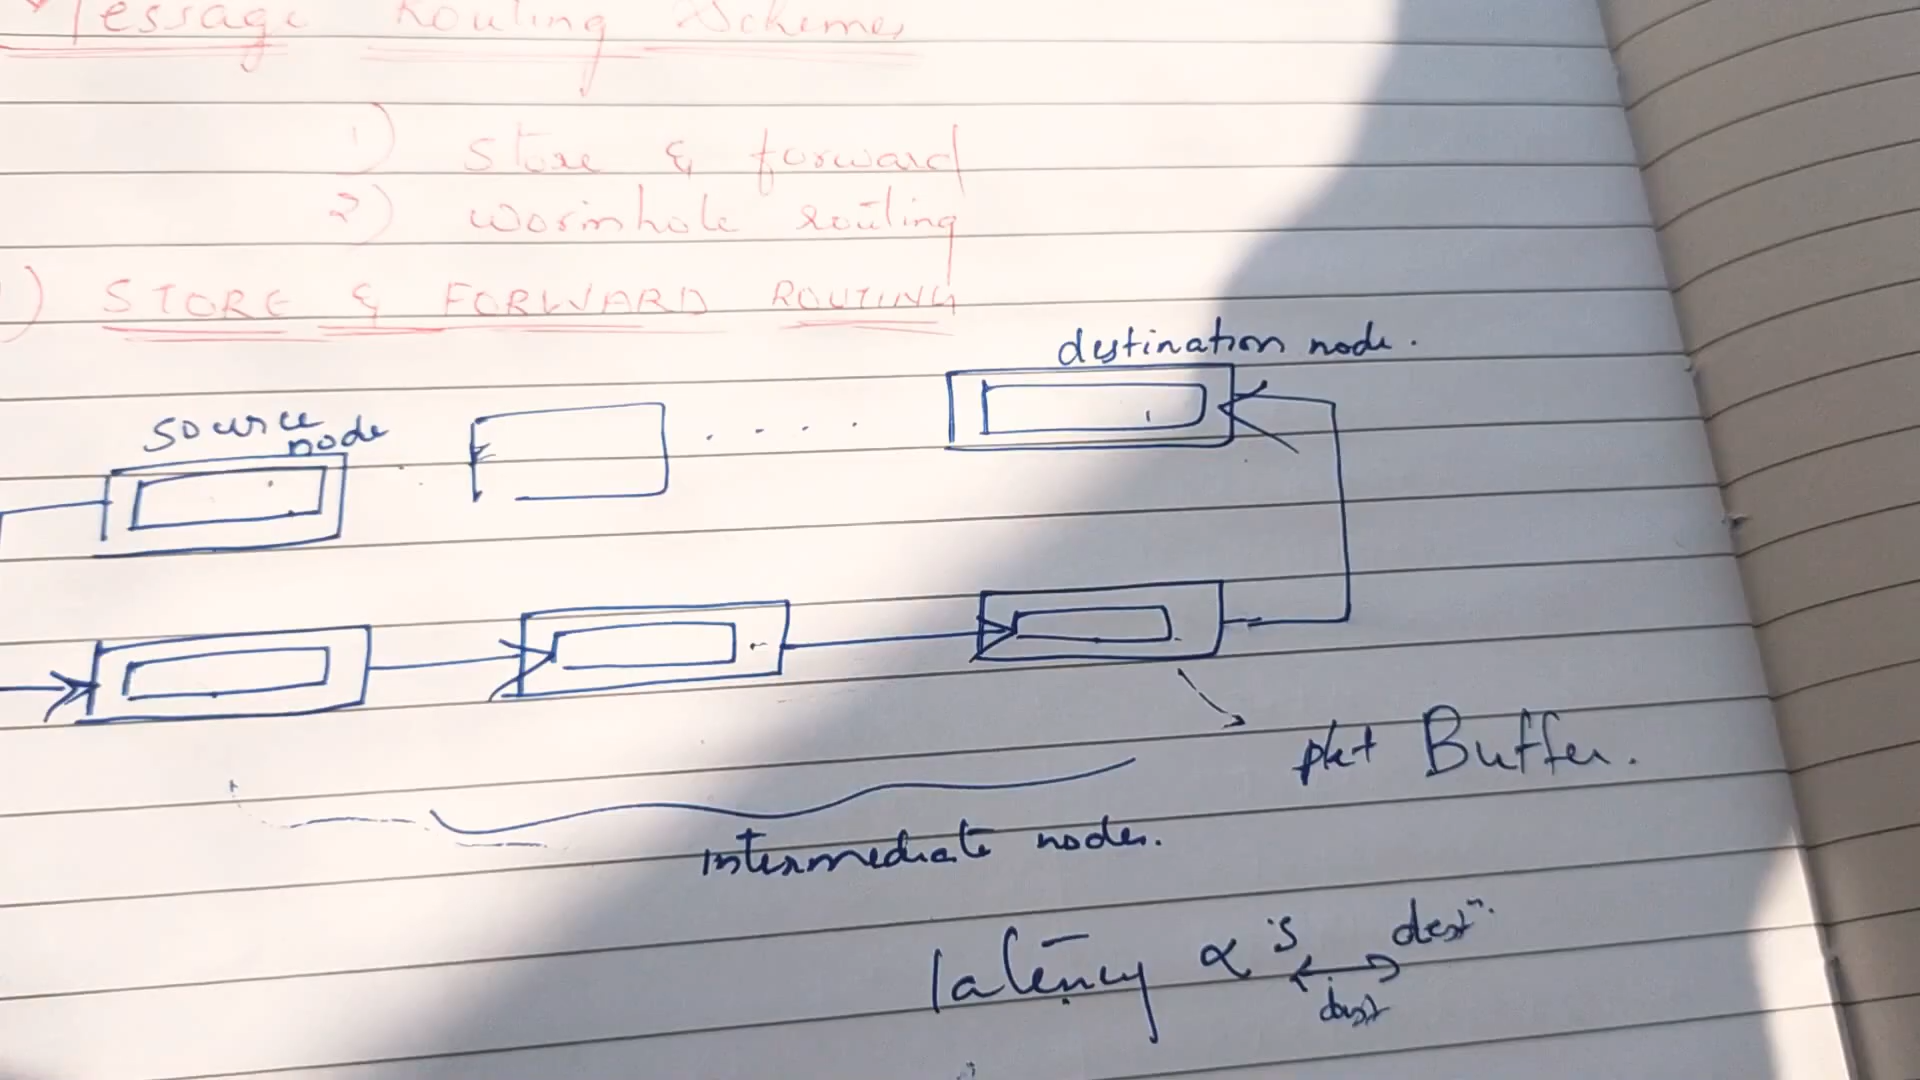 Message Routing Schemes
1) Store & forward
2) wormhole routing
1) STORE & FORWARD ROUTING
destination node.
source node
pkt Buffer.
intermediate nodes.
latency ∝ S ↔ destⁿ.
dist